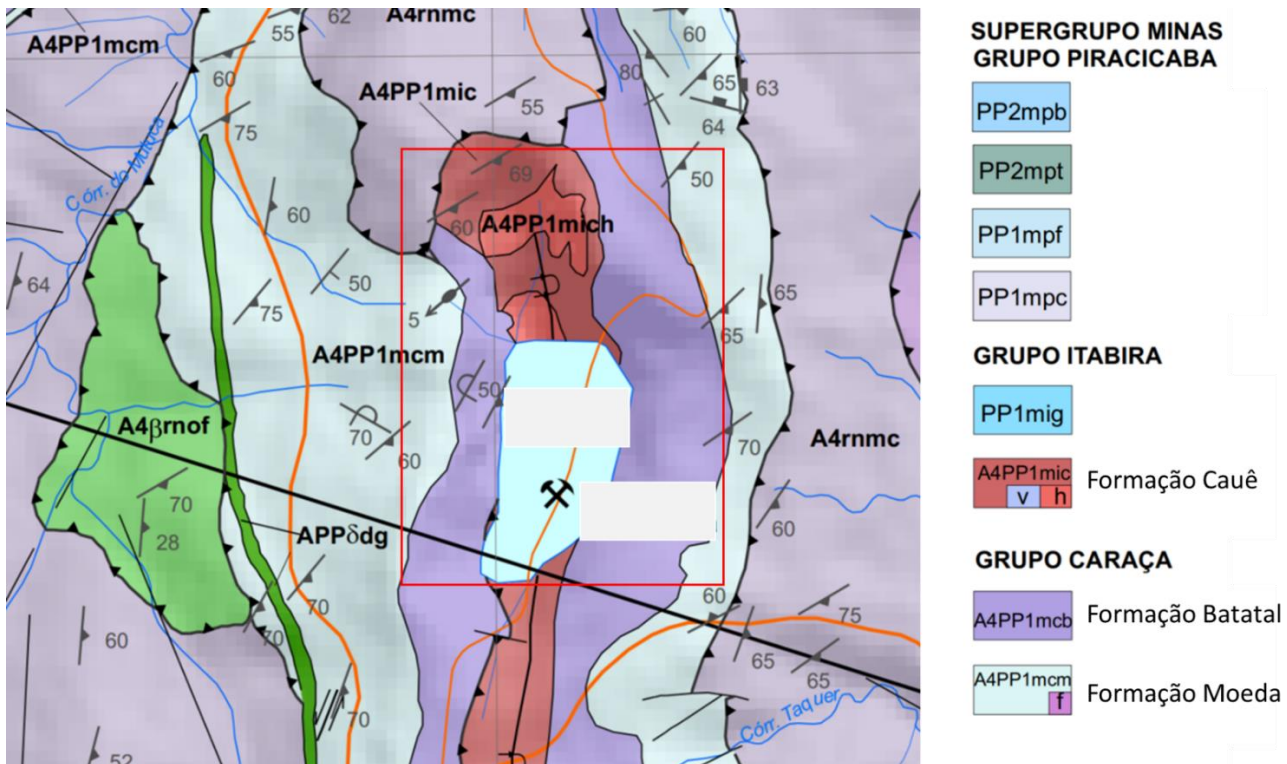 A4PP1mcm
62
A4rnmc
55
60
60
80
65
63
A4PP1mic
55
75
64
Córr. do Mutuca
69
50
60
A4PP1mich
60
64
50
65
75
5
65
A4PP1mcm
50
A4βrnof
70
70
A4rnmc
60
70
60
28
APPδdg
70
60
75
60
70
65
65
70
Córr. Taquer
52
SUPERGRUPO MINAS
GRUPO PIRACICABA
PP2mpb
PP2mpt
PP1mpf
PP1mpc
GRUPO ITABIRA
PP1mig
A4PP1mic
v h
Formação Cauê
GRUPO CARAÇA
A4PP1mcb
Formação Batatal
A4PP1mcm
f
Formação Moeda